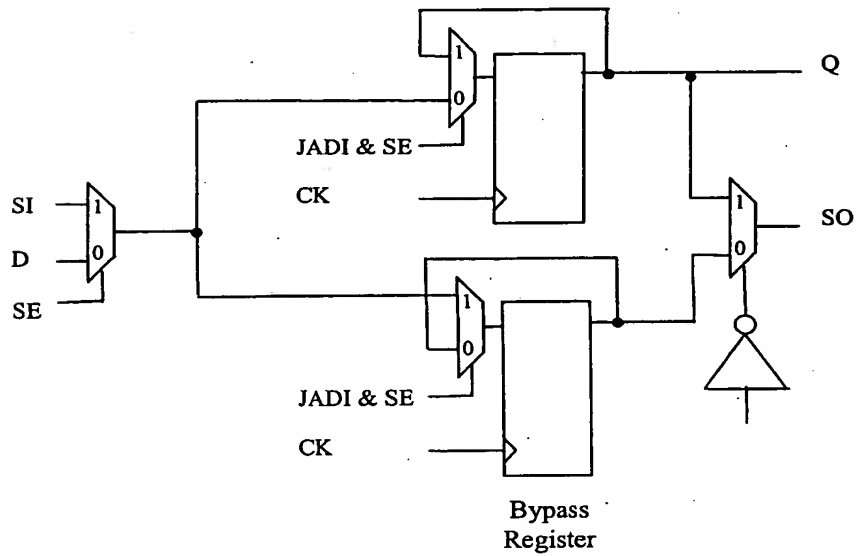 1
Q
0
JADI & SE
CK
SI
1
1
SO
D
0
0
SE
1
0
JADI & SE
CK
Bypass
Register